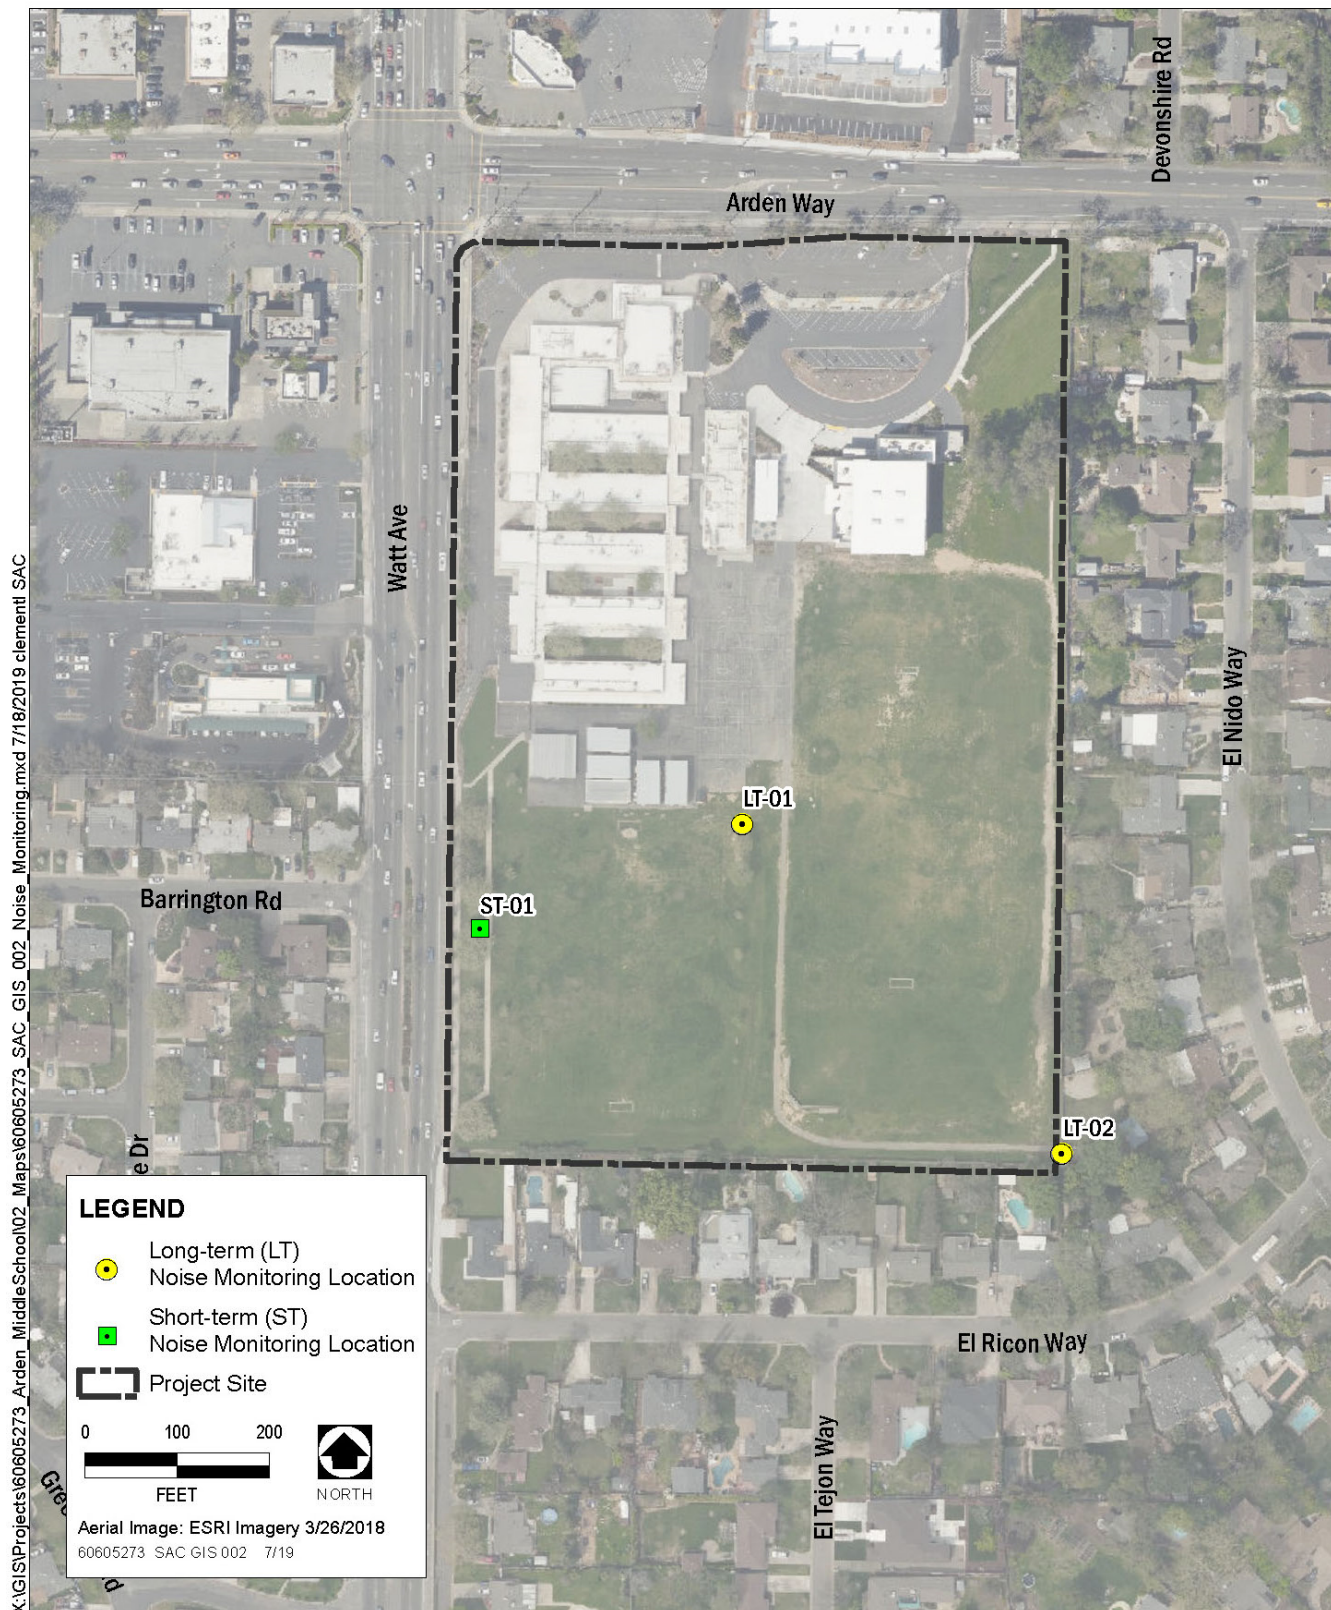 Devonshire Rd
Arden Way
Watt Ave
El Nido Way
LT-01
Barrington Rd
ST-01
LT-02
e Dr
El Ricon Way
El Tejon Way
LEGEND
Long-term (LT)
Noise Monitoring Location
Short-term (ST)
Noise Monitoring Location
Project Site
0 100 200
FEET
NORTH
Aerial Image: ESRI Imagery 3/26/2018
60605273 SAC GIS 002 7/19
X:\GIS\Projects\60605273_Arden_MiddleSchool\02_Maps\60605273_SAC_GIS_002_Noise_Monitoring.mxd 7/18/2019 clementl SAC